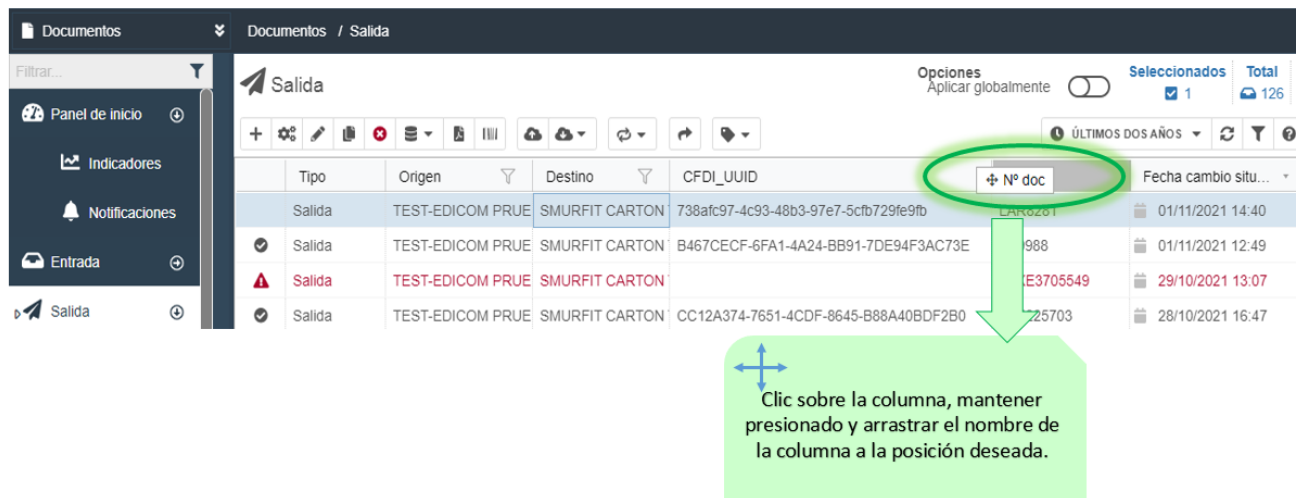 Documentos
Documentos / Salida
Filtrar...
Salida
Opciones
Aplicar globalmente
Seleccionados
1
Total
126
Panel de inicio
Indicadores
Notificaciones
Entrada
Salida
ÚLTIMOS DOS AÑOS
Tipo Origen Destino CFDI_UUID Nº doc Fecha cambio situ...
Salida TEST-EDICOM PRUE SMURFIT CARTON 738afc97-4c93-48b3-97e7-5cfb729fe9fb LAR8281 01/11/2021 14:40
Salida TEST-EDICOM PRUE SMURFIT CARTON B467CECF-6FA1-4A24-BB91-7DE94F3AC73E 988 01/11/2021 12:49
Salida TEST-EDICOM PRUE SMURFIT CARTON E3705549 29/10/2021 13:07
Salida TEST-EDICOM PRUE SMURFIT CARTON CC12A374-7651-4CDF-8645-B88A40BDF2B0 25703 28/10/2021 16:47
Clic sobre la columna, mantener
presionado y arrastrar el nombre de
la columna a la posición deseada.